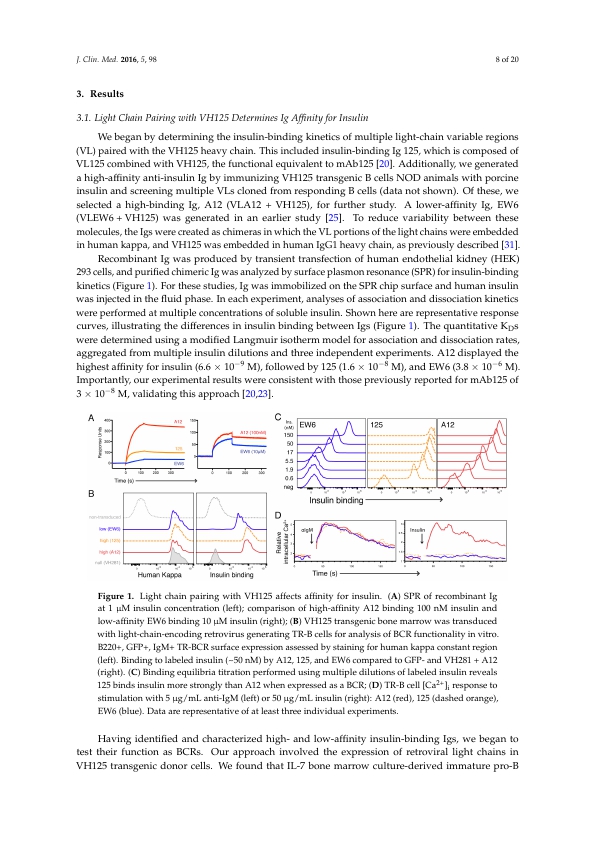 J. Clin. Med. 2016, 5, 98
8 of 20
3. Results
3.1. Light Chain Pairing with VH125 Determines Ig Affinity for Insulin
We began by determining the insulin-binding kinetics of multiple light-chain variable regions
(VL) paired with the VH125 heavy chain. This included insulin-binding Ig 125, which is composed of
VL125 combined with VH125, the functional equivalent to mAb125 [20]. Additionally, we generated
a high-affinity anti-insulin Ig by immunizing VH125 transgenic B cells NOD animals with porcine
insulin and screening multiple VLs cloned from responding B cells (data not shown). Of these, we
selected a high-binding Ig, A12 (VLA12 + VH125), for further study. A lower-affinity Ig, EW6
(VLEW6 + VH125) was generated in an earlier study [25]. To reduce variability between these
molecules, the Igs were created as chimeras in which the VL portions of the light chains were embedded
in human kappa, and VH125 was embedded in human IgG1 heavy chain, as previously described [31].
Recombinant Ig was produced by transient transfection of human endothelial kidney (HEK)
293 cells, and purified chimeric Ig was analyzed by surface plasmon resonance (SPR) for insulin-binding
kinetics (Figure 1). For these studies, Ig was immobilized on the SPR chip surface and human insulin
was injected in the fluid phase. In each experiment, analyses of association and dissociation kinetics
were performed at multiple concentrations of soluble insulin. Shown here are representative response
curves, illustrating the differences in insulin binding between Igs (Figure 1). The quantitative KDs
were determined using a modified Langmuir isotherm model for association and dissociation rates,
aggregated from multiple insulin dilutions and three independent experiments. A12 displayed the
highest affinity for insulin (6.6 × 10−9 M), followed by 125 (1.6 × 10−8 M), and EW6 (3.8 × 10−6 M).
Importantly, our experimental results were consistent with those previously reported for mAb125 of
3 × 10−8 M, validating this approach [20,23].
A
Response Units
400
300
200
100
0
A12
125
EW6
0 100 200 300
150
100
50
0
A12 (100nM)
EW6 (10µM)
0 100 200 300
Time (s)
B
non-transduced
low (EW6)
high (125)
high (A12)
null (VH281)
Human Kappa
Insulin binding
C
Ins.
(nM)
150
50
17
5.5
1.9
0.6
neg
EW6
125
A12
Insulin binding
D
Relative
intracellular Ca2+
αIgM
Insulin
Time (s)
Figure 1. Light chain pairing with VH125 affects affinity for insulin. (A) SPR of recombinant Ig
at 1 µM insulin concentration (left); comparison of high-affinity A12 binding 100 nM insulin and
low-affinity EW6 binding 10 µM insulin (right); (B) VH125 transgenic bone marrow was transduced
with light-chain-encoding retrovirus generating TR-B cells for analysis of BCR functionality in vitro.
B220+, GFP+, IgM+ TR-BCR surface expression assessed by staining for human kappa constant region
(left). Binding to labeled insulin (~50 nM) by A12, 125, and EW6 compared to GFP- and VH281 + A12
(right). (C) Binding equilibria titration performed using multiple dilutions of labeled insulin reveals
125 binds insulin more strongly than A12 when expressed as a BCR; (D) TR-B cell [Ca2+]i response to
stimulation with 5 µg/mL anti-IgM (left) or 50 µg/mL insulin (right): A12 (red), 125 (dashed orange),
EW6 (blue). Data are representative of at least three individual experiments.
Having identified and characterized high- and low-affinity insulin-binding Igs, we began to
test their function as BCRs. Our approach involved the expression of retroviral light chains in
VH125 transgenic donor cells. We found that IL-7 bone marrow culture-derived immature pro-B